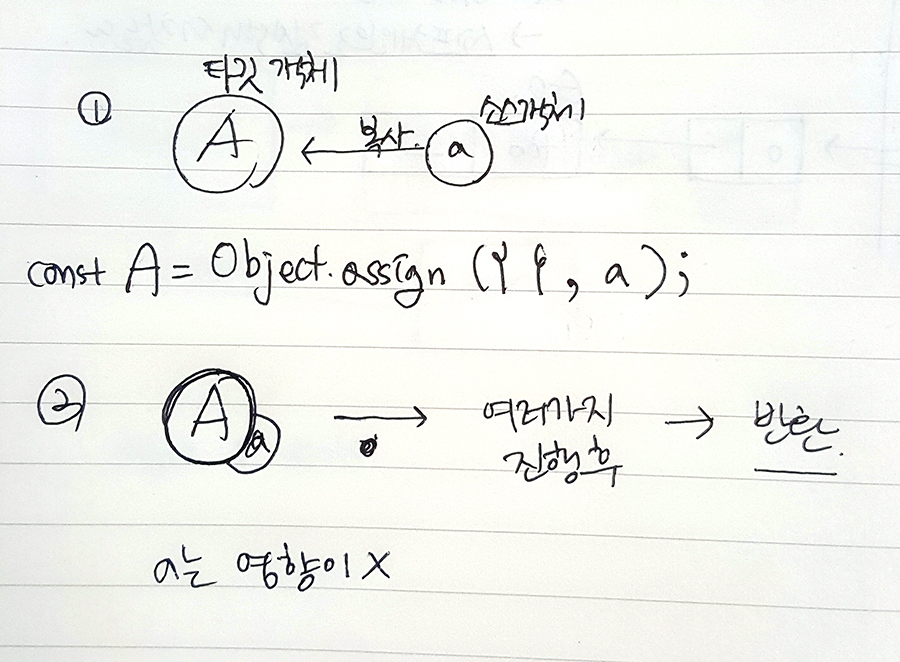 타깃 객체
① A ← 복사. a 소스객체
const A = Object.assign ({ }, a);
② A a → 여러가지 진행후 → 반환.
a는 영향이 X